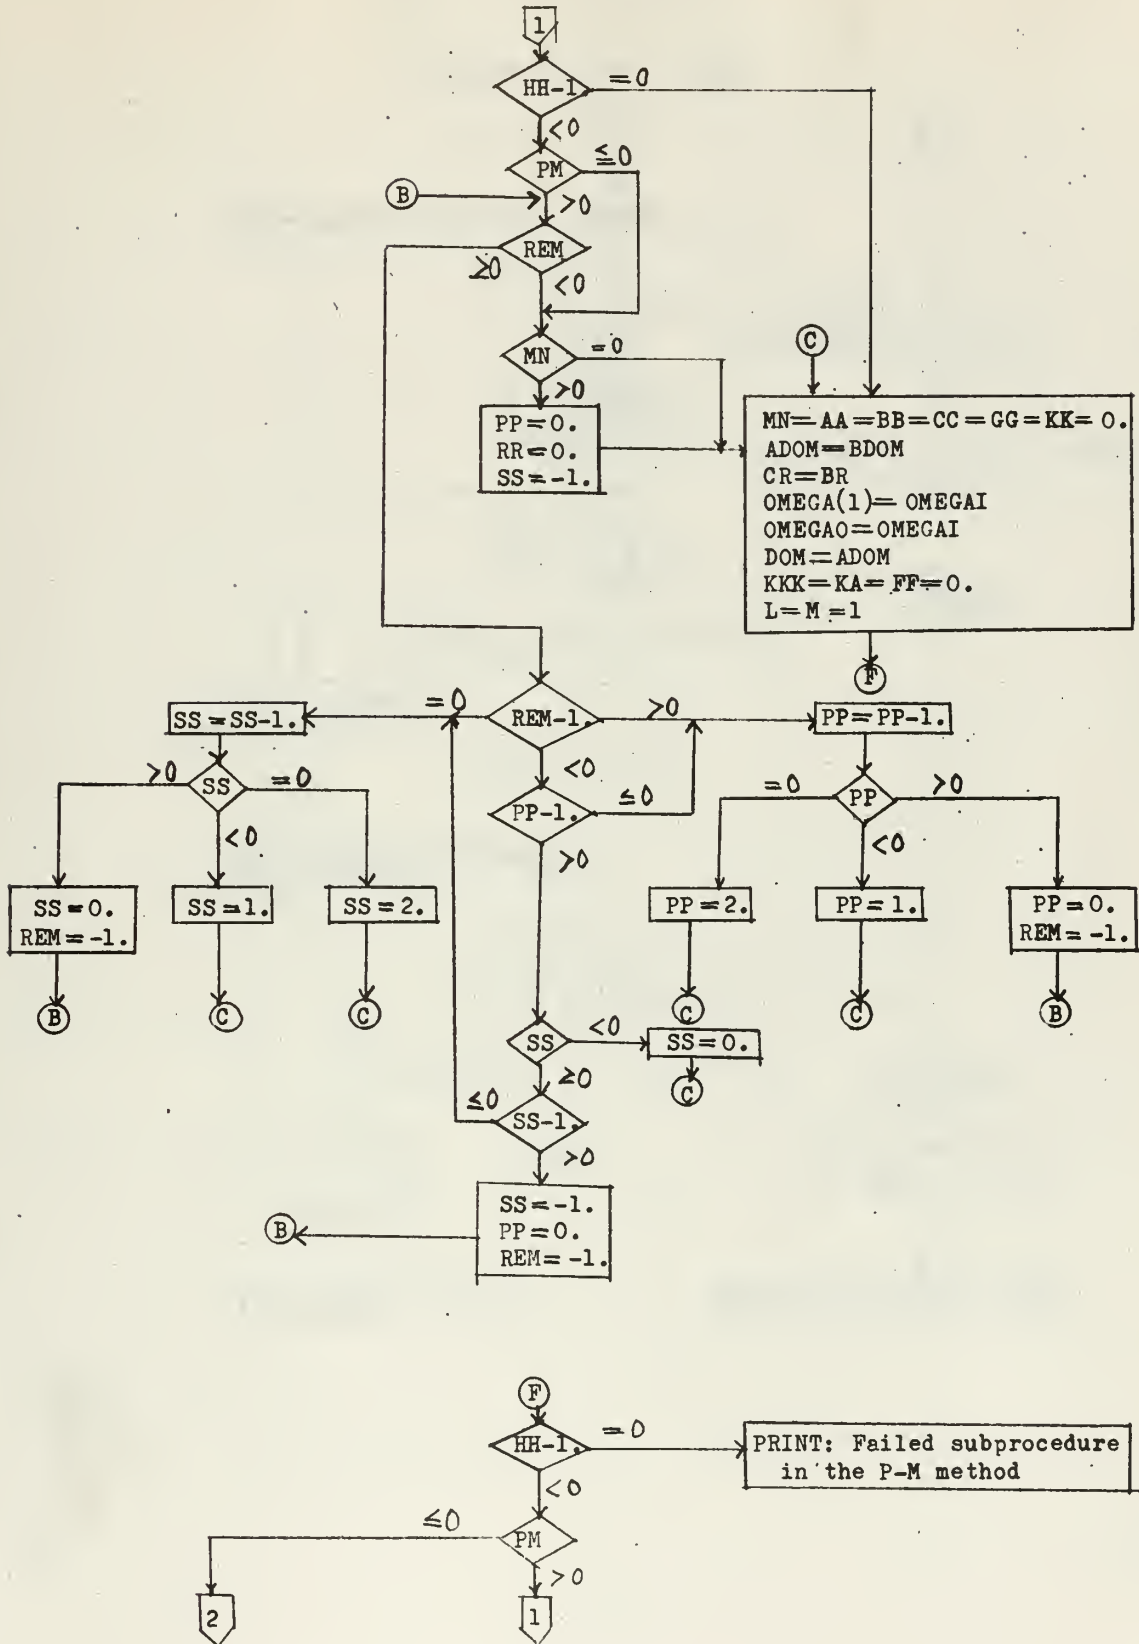 1
HH-1.
=0
<0
PM
≤0
B
>0
REM
≥0
<0
MN
=0
C
>0
PP=0.
RR=0.
SS=-1.
MN=AA=BB=CC=GG=KK=0.
ADOM=BDOM
CR=BR
OMEGA(1)=OMEGAI
OMEGAO=OMEGAI
DOM=ADOM
KKK=KA=FF=0.
L=M=1
F
=0
REM-1.
>0
SS=SS-1.
PP=PP-1.
<0
>0
SS
=0
PP-1.
≤0
=0
PP
>0
<0
>0
<0
SS=0.
REM=-1.
SS=1.
SS=2.
PP=2.
PP=1.
PP=0.
REM=-1.
B
C
C
C
C
B
SS
<0
SS=0.
≥0
C
≤0
SS-1.
>0
SS=-1.
PP=0.
REM=-1.
B
F
HH-1.
=0
PRINT: Failed subprocedure
in the P-M method
<0
≤0
PM
>0
2
1